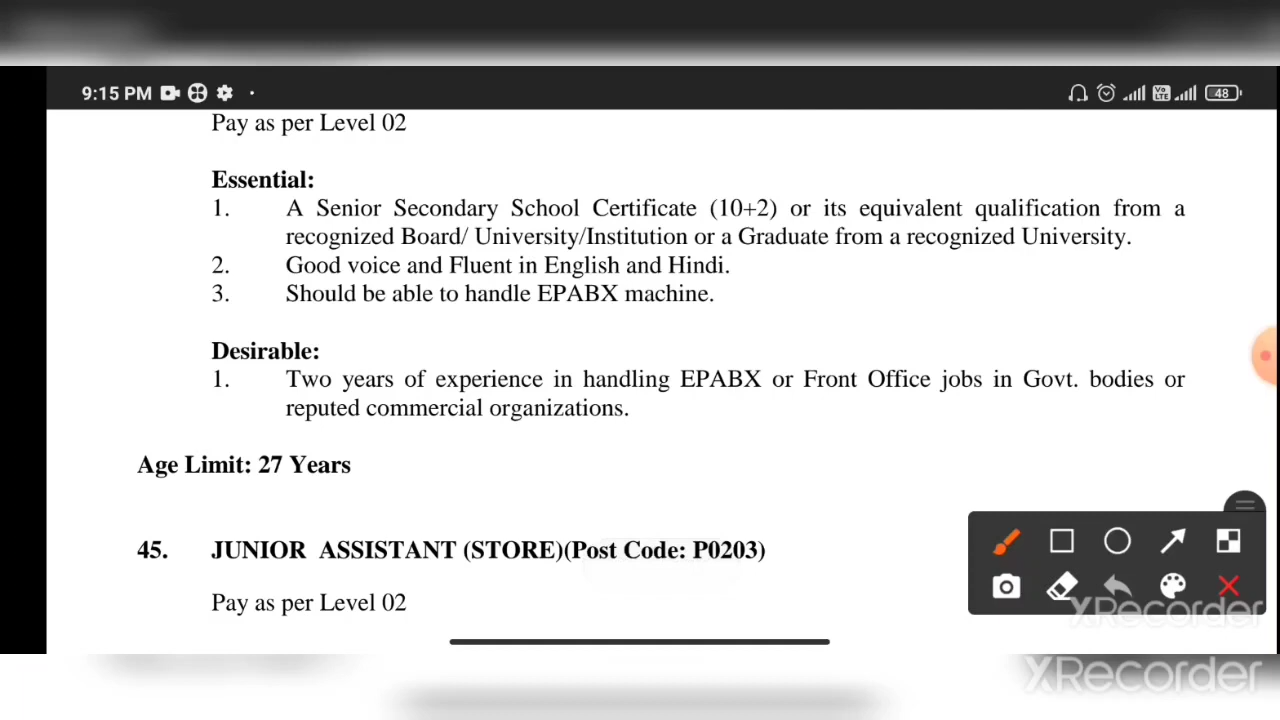 9:15 PM
Vo LTE
48
Pay as per Level 02
Essential:
1. A Senior Secondary School Certificate (10+2) or its equivalent qualification from a
recognized Board/ University/Institution or a Graduate from a recognized University.
2. Good voice and Fluent in English and Hindi.
3. Should be able to handle EPABX machine.
Desirable:
1. Two years of experience in handling EPABX or Front Office jobs in Govt. bodies or
reputed commercial organizations.
Age Limit: 27 Years
45. JUNIOR ASSISTANT (STORE)(Post Code: P0203)
Pay as per Level 02
XRecorder
XRecorder